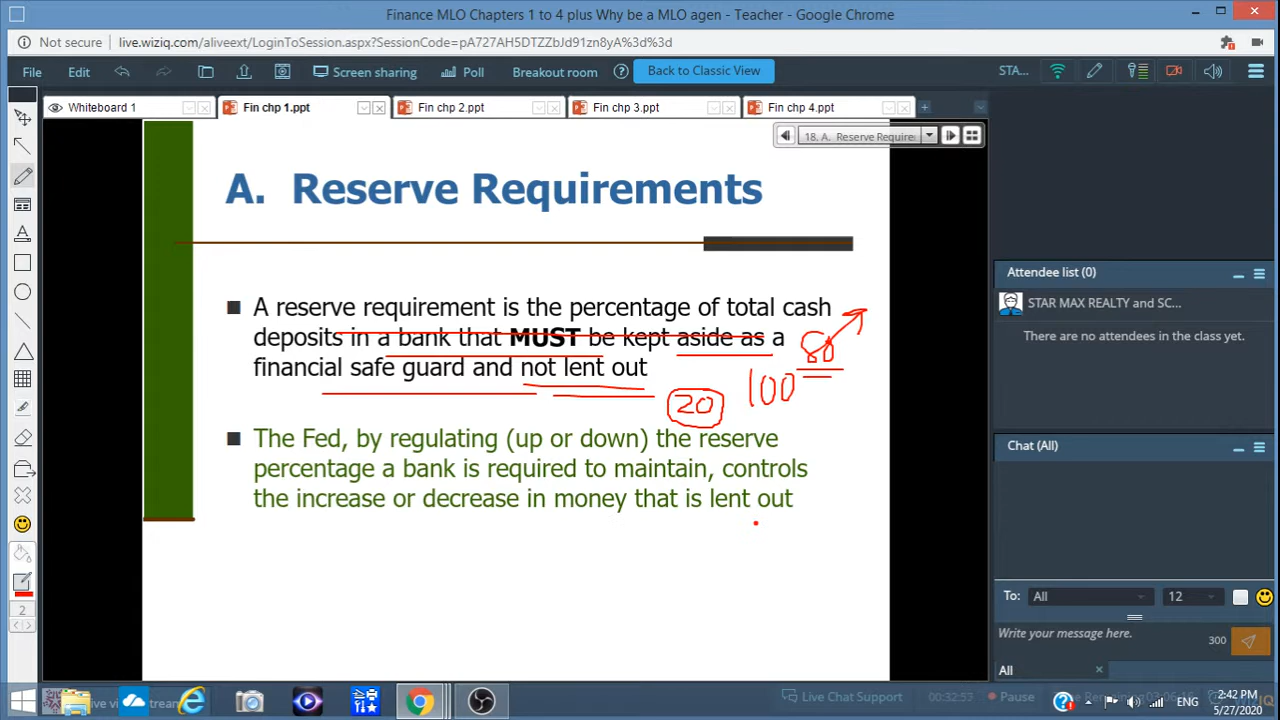 Finance MLO Chapters 1 to 4 plus Why be a MLO agen - Teacher - Google Chrome
Not secure | live.wiziq.com/aliveext/LoginToSession.aspx?SessionCode=pA727AH5DTZZbJd91zn8yA%3d%3d
File Edit Screen sharing Poll Breakout room ? Back to Classic View STA...
Whiteboard 1 Fin chp 1.ppt Fin chp 2.ppt Fin chp 3.ppt Fin chp 4.ppt
18. A. Reserve Require
A. Reserve Requirements
A reserve requirement is the percentage of total cash
deposits in a bank that MUST be kept aside as a
financial safe guard and not lent out
80
100
20
The Fed, by regulating (up or down) the reserve
percentage a bank is required to maintain, controls
the increase or decrease in money that is lent out
Attendee list (0)
STAR MAX REALTY and SC...
There are no attendees in the class yet.
Chat (All)
To: All 12
Write your message here. 300
All
2
Live Chat Support 00:32:53 Pause
ENG
2:42 PM
5/27/2020